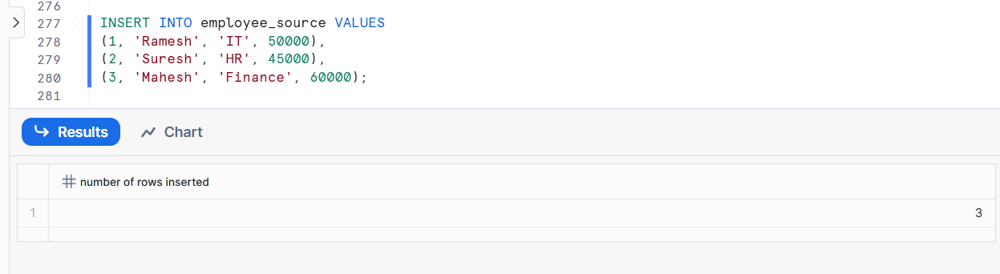 276
277 INSERT INTO employee_source VALUES
278 (1, 'Ramesh', 'IT', 50000),
279 (2, 'Suresh', 'HR', 45000),
280 (3, 'Mahesh', 'Finance', 60000);
281
Results Chart
number of rows inserted
1 3